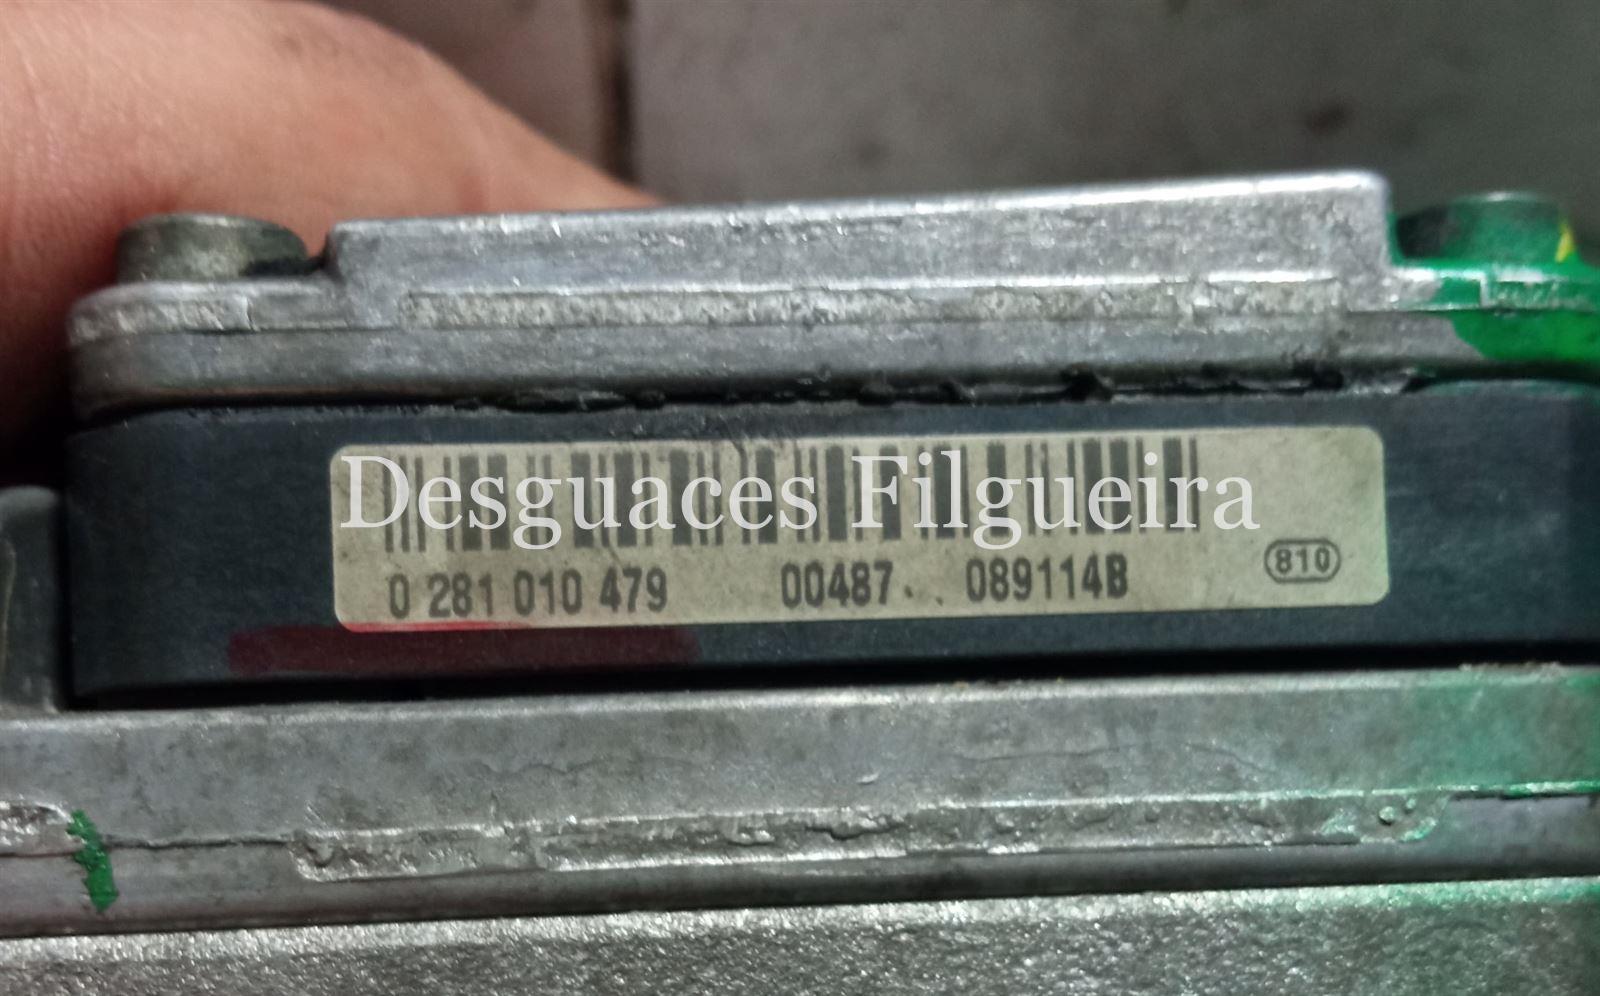 Desguaces Filgueira
0 281 010 479 00487 089114B 810